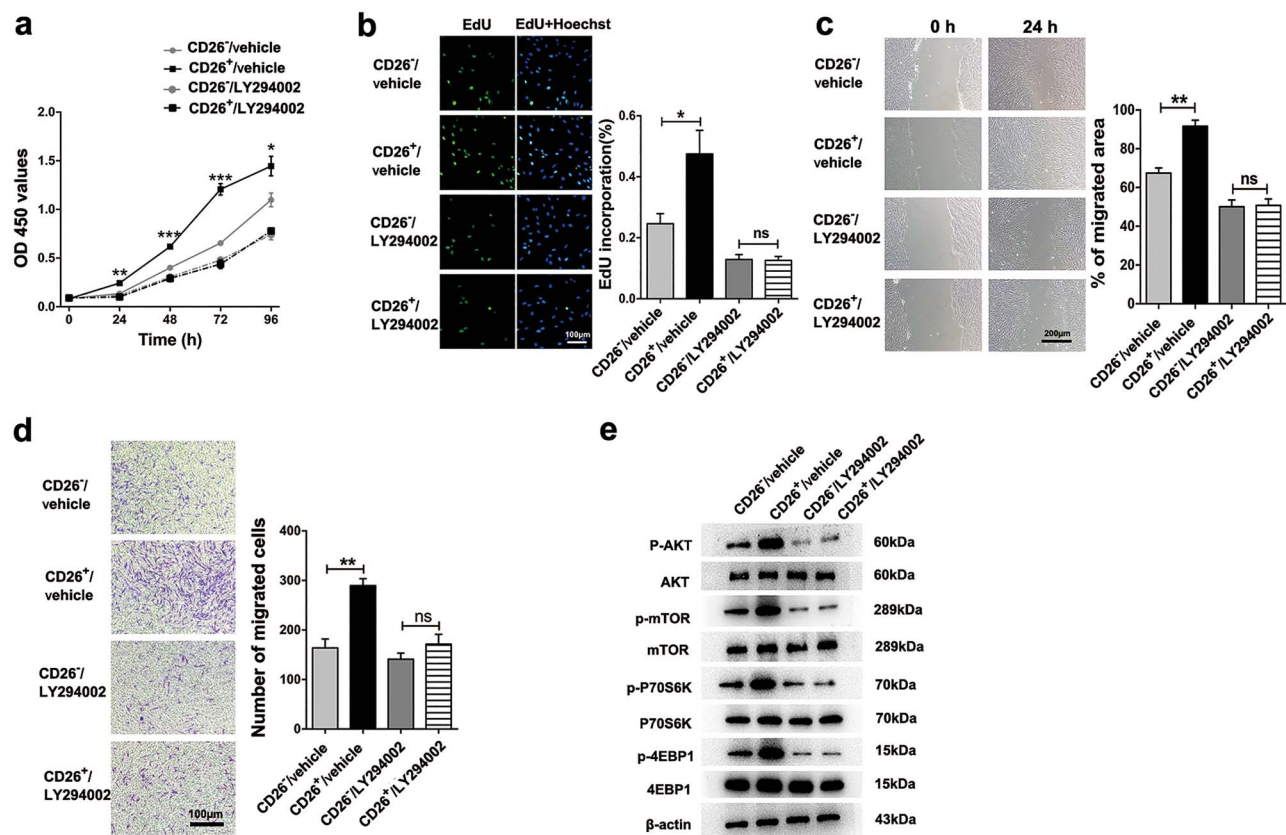 a
CD26⁻/vehicle
CD26⁺/vehicle
CD26⁻/LY294002
CD26⁺/LY294002
OD 450 values
2.0
1.5
1.0
0.5
0.0
*
***
***
**
0
24
48
72
96
Time (h)
b
EdU
EdU+Hoechst
CD26⁻/
vehicle
CD26⁺/
vehicle
CD26⁻/
LY294002
CD26⁺/
LY294002
100μm
EdU incorporation(%)
0.6
0.4
0.2
0.0
*
ns
CD26⁻/vehicle
CD26⁺/vehicle
CD26⁻/LY294002
CD26⁺/LY294002
c
0 h
24 h
CD26⁻/
vehicle
CD26⁺/
vehicle
CD26⁻/
LY294002
CD26⁺/
LY294002
200μm
% of migrated area
100
80
60
40
20
0
**
ns
CD26⁻/vehicle
CD26⁺/vehicle
CD26⁻/LY294002
CD26⁺/LY294002
d
CD26⁻/
vehicle
CD26⁺/
vehicle
CD26⁻/
LY294002
CD26⁺/
LY294002
100μm
Number of migrated cells
400
300
200
100
0
**
ns
CD26⁻/vehicle
CD26⁺/vehicle
CD26⁻/LY294002
CD26⁺/LY294002
e
CD26⁻/vehicle
CD26⁺/vehicle
CD26⁻/LY294002
CD26⁺/LY294002
P-AKT 60kDa
AKT 60kDa
p-mTOR 289kDa
mTOR 289kDa
p-P70S6K 70kDa
P70S6K 70kDa
p-4EBP1 15kDa
4EBP1 15kDa
β-actin 43kDa